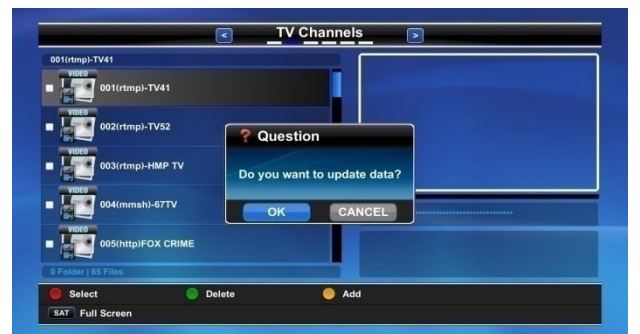 < TV Channels >
001(rtmp)-TV41
VIDEO
001(rtmp)-TV41
VIDEO
002(rtmp)-TV52
VIDEO
003(rtmp)-HMP TV
VIDEO
004(mmsh)-67TV
VIDEO
005(http)FOX CRIME
0 Folder | 65 Files
? Question
Do you want to update data?
OK CANCEL
Select Delete Add
SAT Full Screen